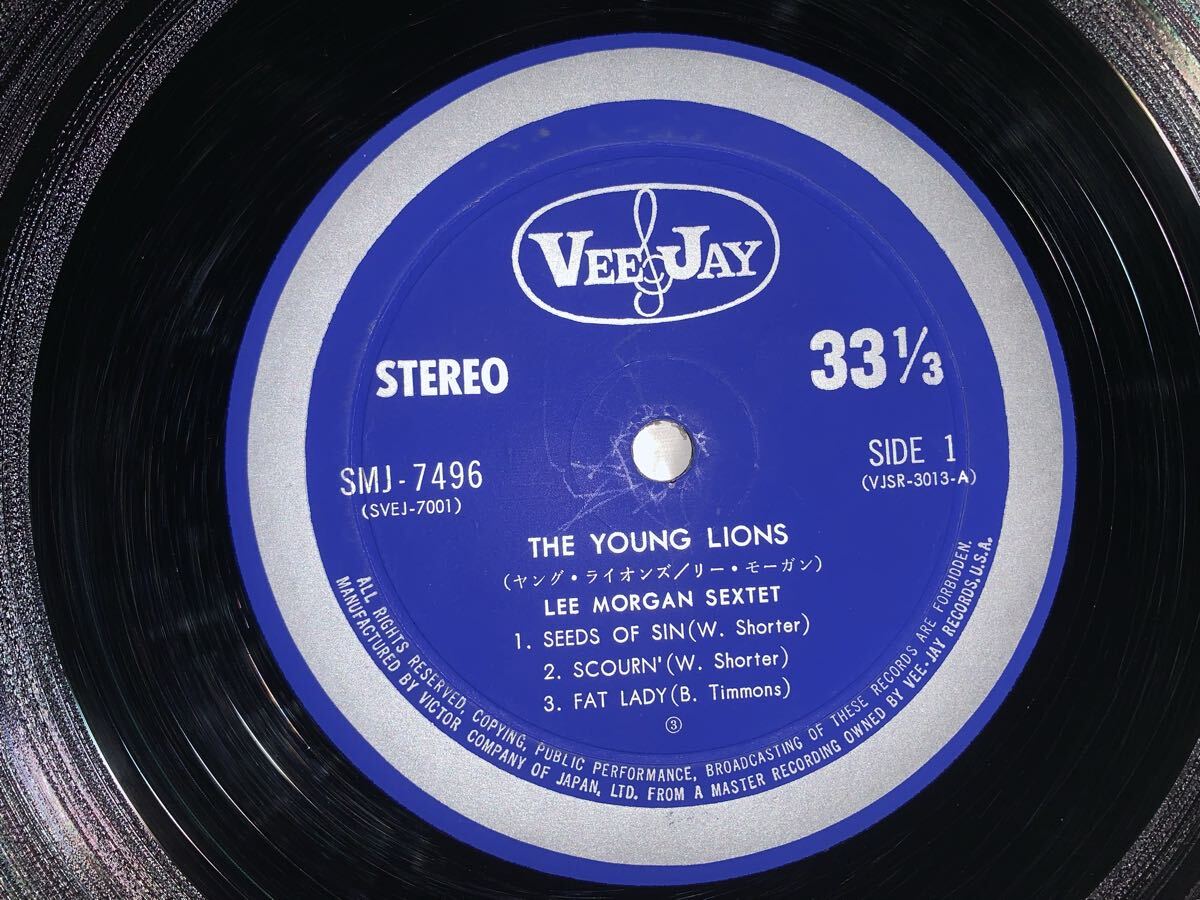 VEE JAY
STEREO
33 1/3
SMJ-7496
(SVEJ-7001)
SIDE 1
(VJSR-3013-A)
THE YOUNG LIONS
(ヤング・ライオンズ/リー・モーガン)
LEE MORGAN SEXTET
1. SEEDS OF SIN(W. Shorter)
2. SCOURN'(W. Shorter)
3. FAT LADY(B. Timmons)
③
ALL RIGHTS RESERVED, COPYING, PUBLIC PERFORMANCE, BROADCASTING OF THESE RECORDS ARE FORBIDDEN.
MANUFACTURED BY VICTOR COMPANY OF JAPAN, LTD. FROM A MASTER RECORDING OWNED BY VEE-JAY RECORDS, U.S.A.